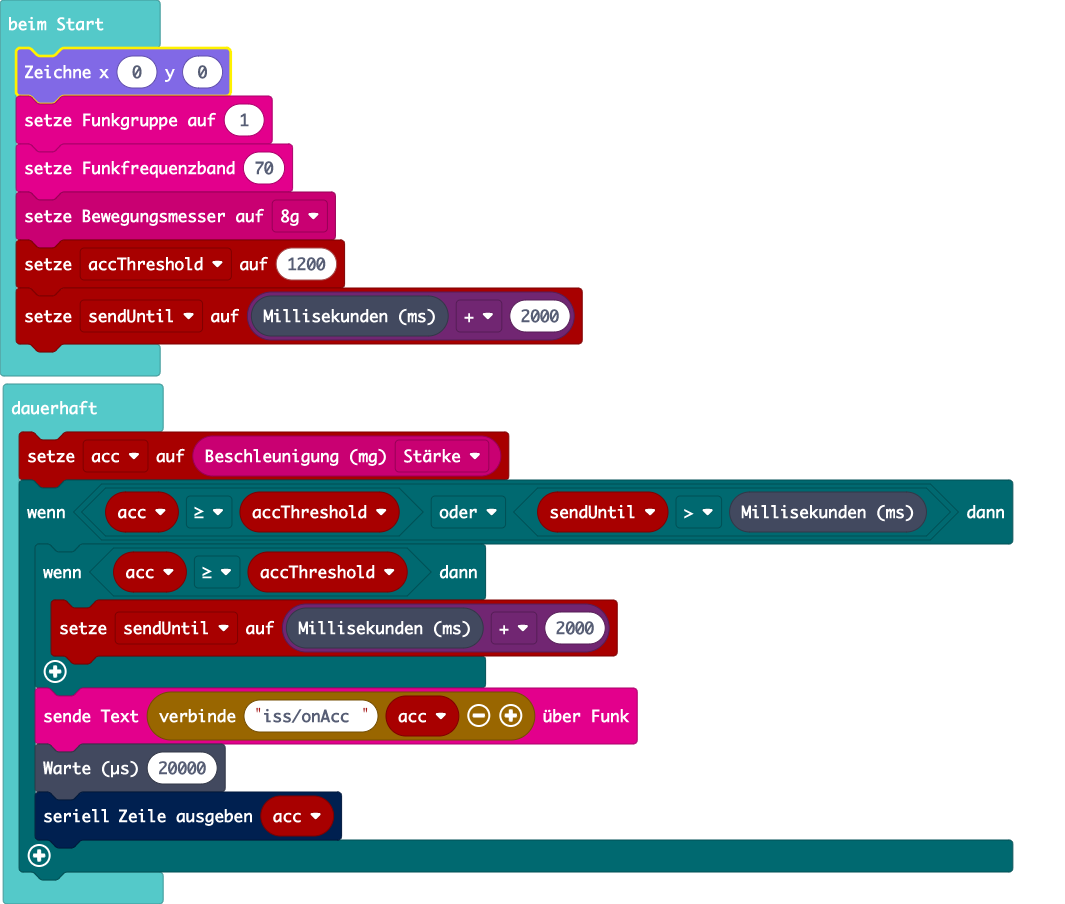 beim Start
Zeichne x 0 y 0
setze Funkgruppe auf 1
setze Funkfrequenzband 70
setze Bewegungsmesser auf 8g
setze accThreshold auf 1200
setze sendUntil auf Millisekunden (ms) + 2000
dauerhaft
setze acc auf Beschleunigung (mg) Stärke
wenn acc ≥ accThreshold oder sendUntil > Millisekunden (ms) dann
wenn acc ≥ accThreshold dann
setze sendUntil auf Millisekunden (ms) + 2000
sende Text verbinde "iss/onAcc " acc über Funk
Warte (µs) 20000
seriell Zeile ausgeben acc